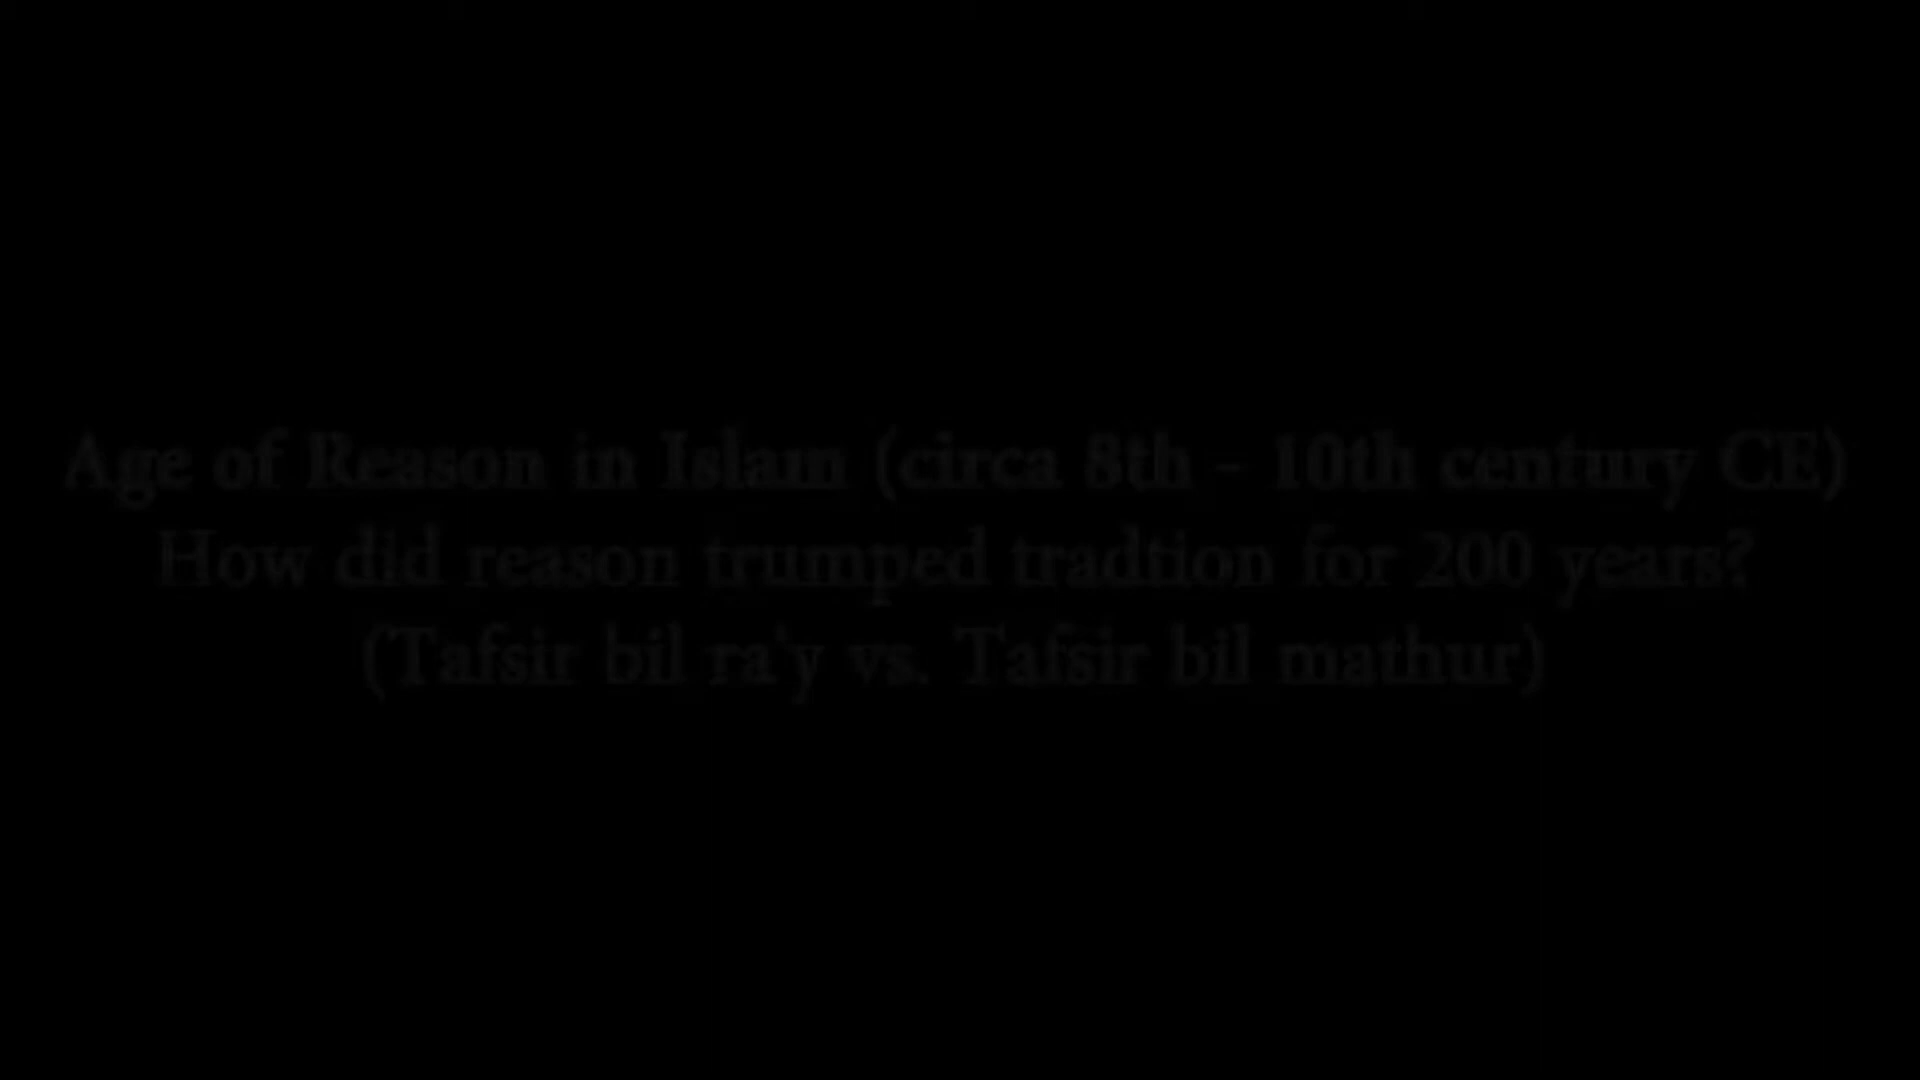 Age of Reason in Islam (circa 8th - 10th century CE)
How did reason trumped tradtion for 200 years?
(Tafsir bil ra'y vs. Tafsir bil mathur)